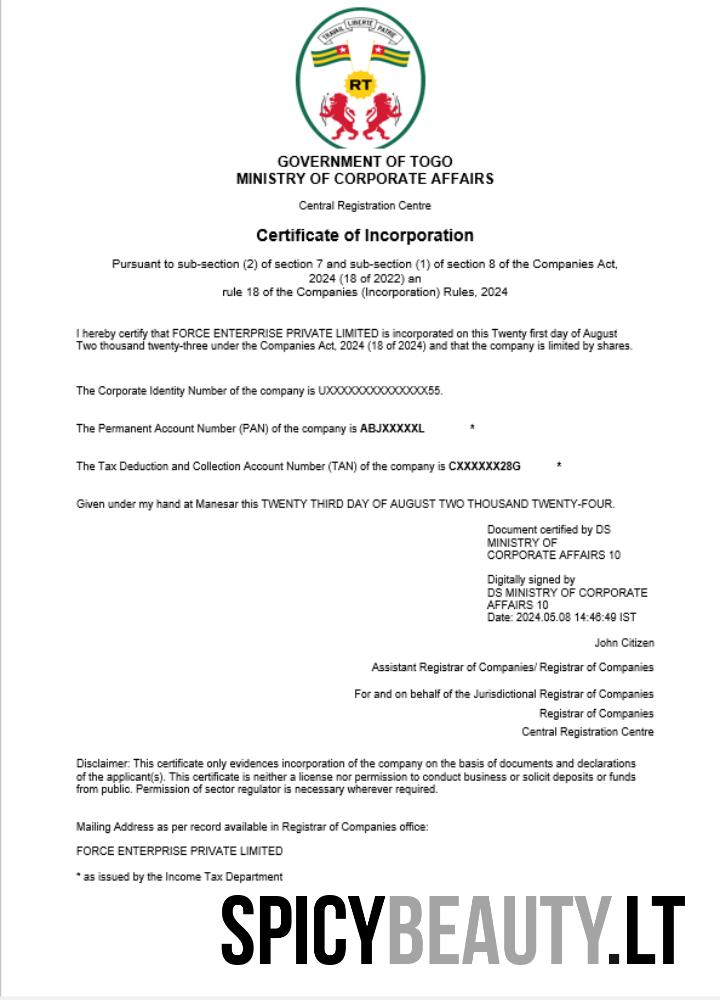 TRAVAIL LIBERTÉ PATRIE
RT
GOVERNMENT OF TOGO
MINISTRY OF CORPORATE AFFAIRS
Central Registration Centre
Certificate of Incorporation
Pursuant to sub-section (2) of section 7 and sub-section (1) of section 8 of the Companies Act,
2024 (18 of 2022) an
rule 18 of the Companies (Incorporation) Rules, 2024
I hereby certify that FORCE ENTERPRISE PRIVATE LIMITED is incorporated on this Twenty first day of August
Two thousand twenty-three under the Companies Act, 2024 (18 of 2024) and that the company is limited by shares.
The Corporate Identity Number of the company is UXXXXXXXXXXXXXX55.
The Permanent Account Number (PAN) of the company is ABJXXXXXL *
The Tax Deduction and Collection Account Number (TAN) of the company is CXXXXXX28G *
Given under my hand at Manesar this TWENTY THIRD DAY OF AUGUST TWO THOUSAND TWENTY-FOUR.
Document certified by DS
MINISTRY OF
CORPORATE AFFAIRS 10
Digitally signed by
DS MINISTRY OF CORPORATE
AFFAIRS 10
Date: 2024.05.08 14:46:49 IST
John Citizen
Assistant Registrar of Companies/ Registrar of Companies
For and on behalf of the Jurisdictional Registrar of Companies
Registrar of Companies
Central Registration Centre
Disclaimer: This certificate only evidences incorporation of the company on the basis of documents and declarations
of the applicant(s). This certificate is neither a license nor permission to conduct business or solicit deposits or funds
from public. Permission of sector regulator is necessary wherever required.
Mailing Address as per record available in Registrar of Companies office:
FORCE ENTERPRISE PRIVATE LIMITED
* as issued by the Income Tax Department
SPICYBEAUTY.LT